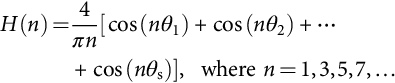 H(n) = 4/πn [cos(nθ₁) + cos(nθ₂) + ⋯
+ cos(nθₛ)], where n = 1, 3, 5, 7, …